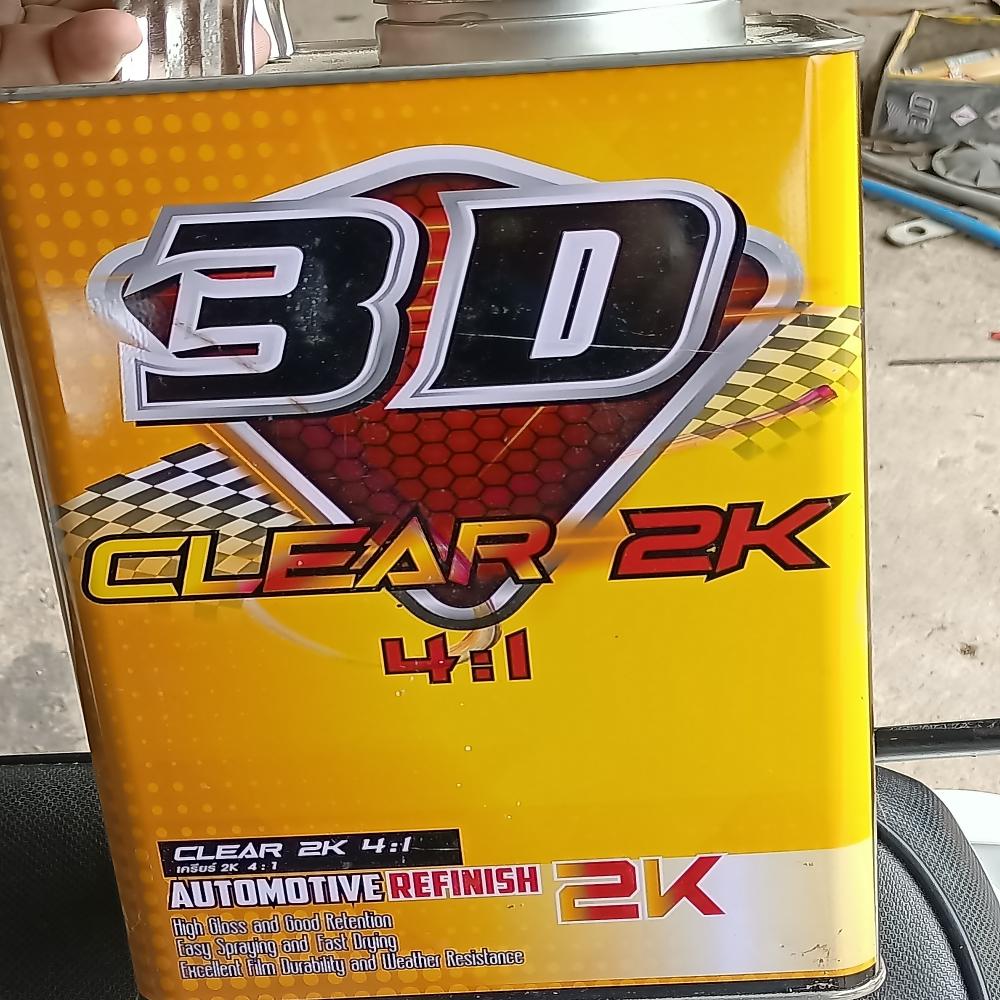 3D
CLEAR 2K
4:1
CLEAR 2K 4:1
เคลียร์ 2K 4:1
AUTOMOTIVE REFINISH 2K
High Gloss and Good Retention
Easy Spraying and Fast Drying
Excellent Film Durability and Weather Resistance
3D